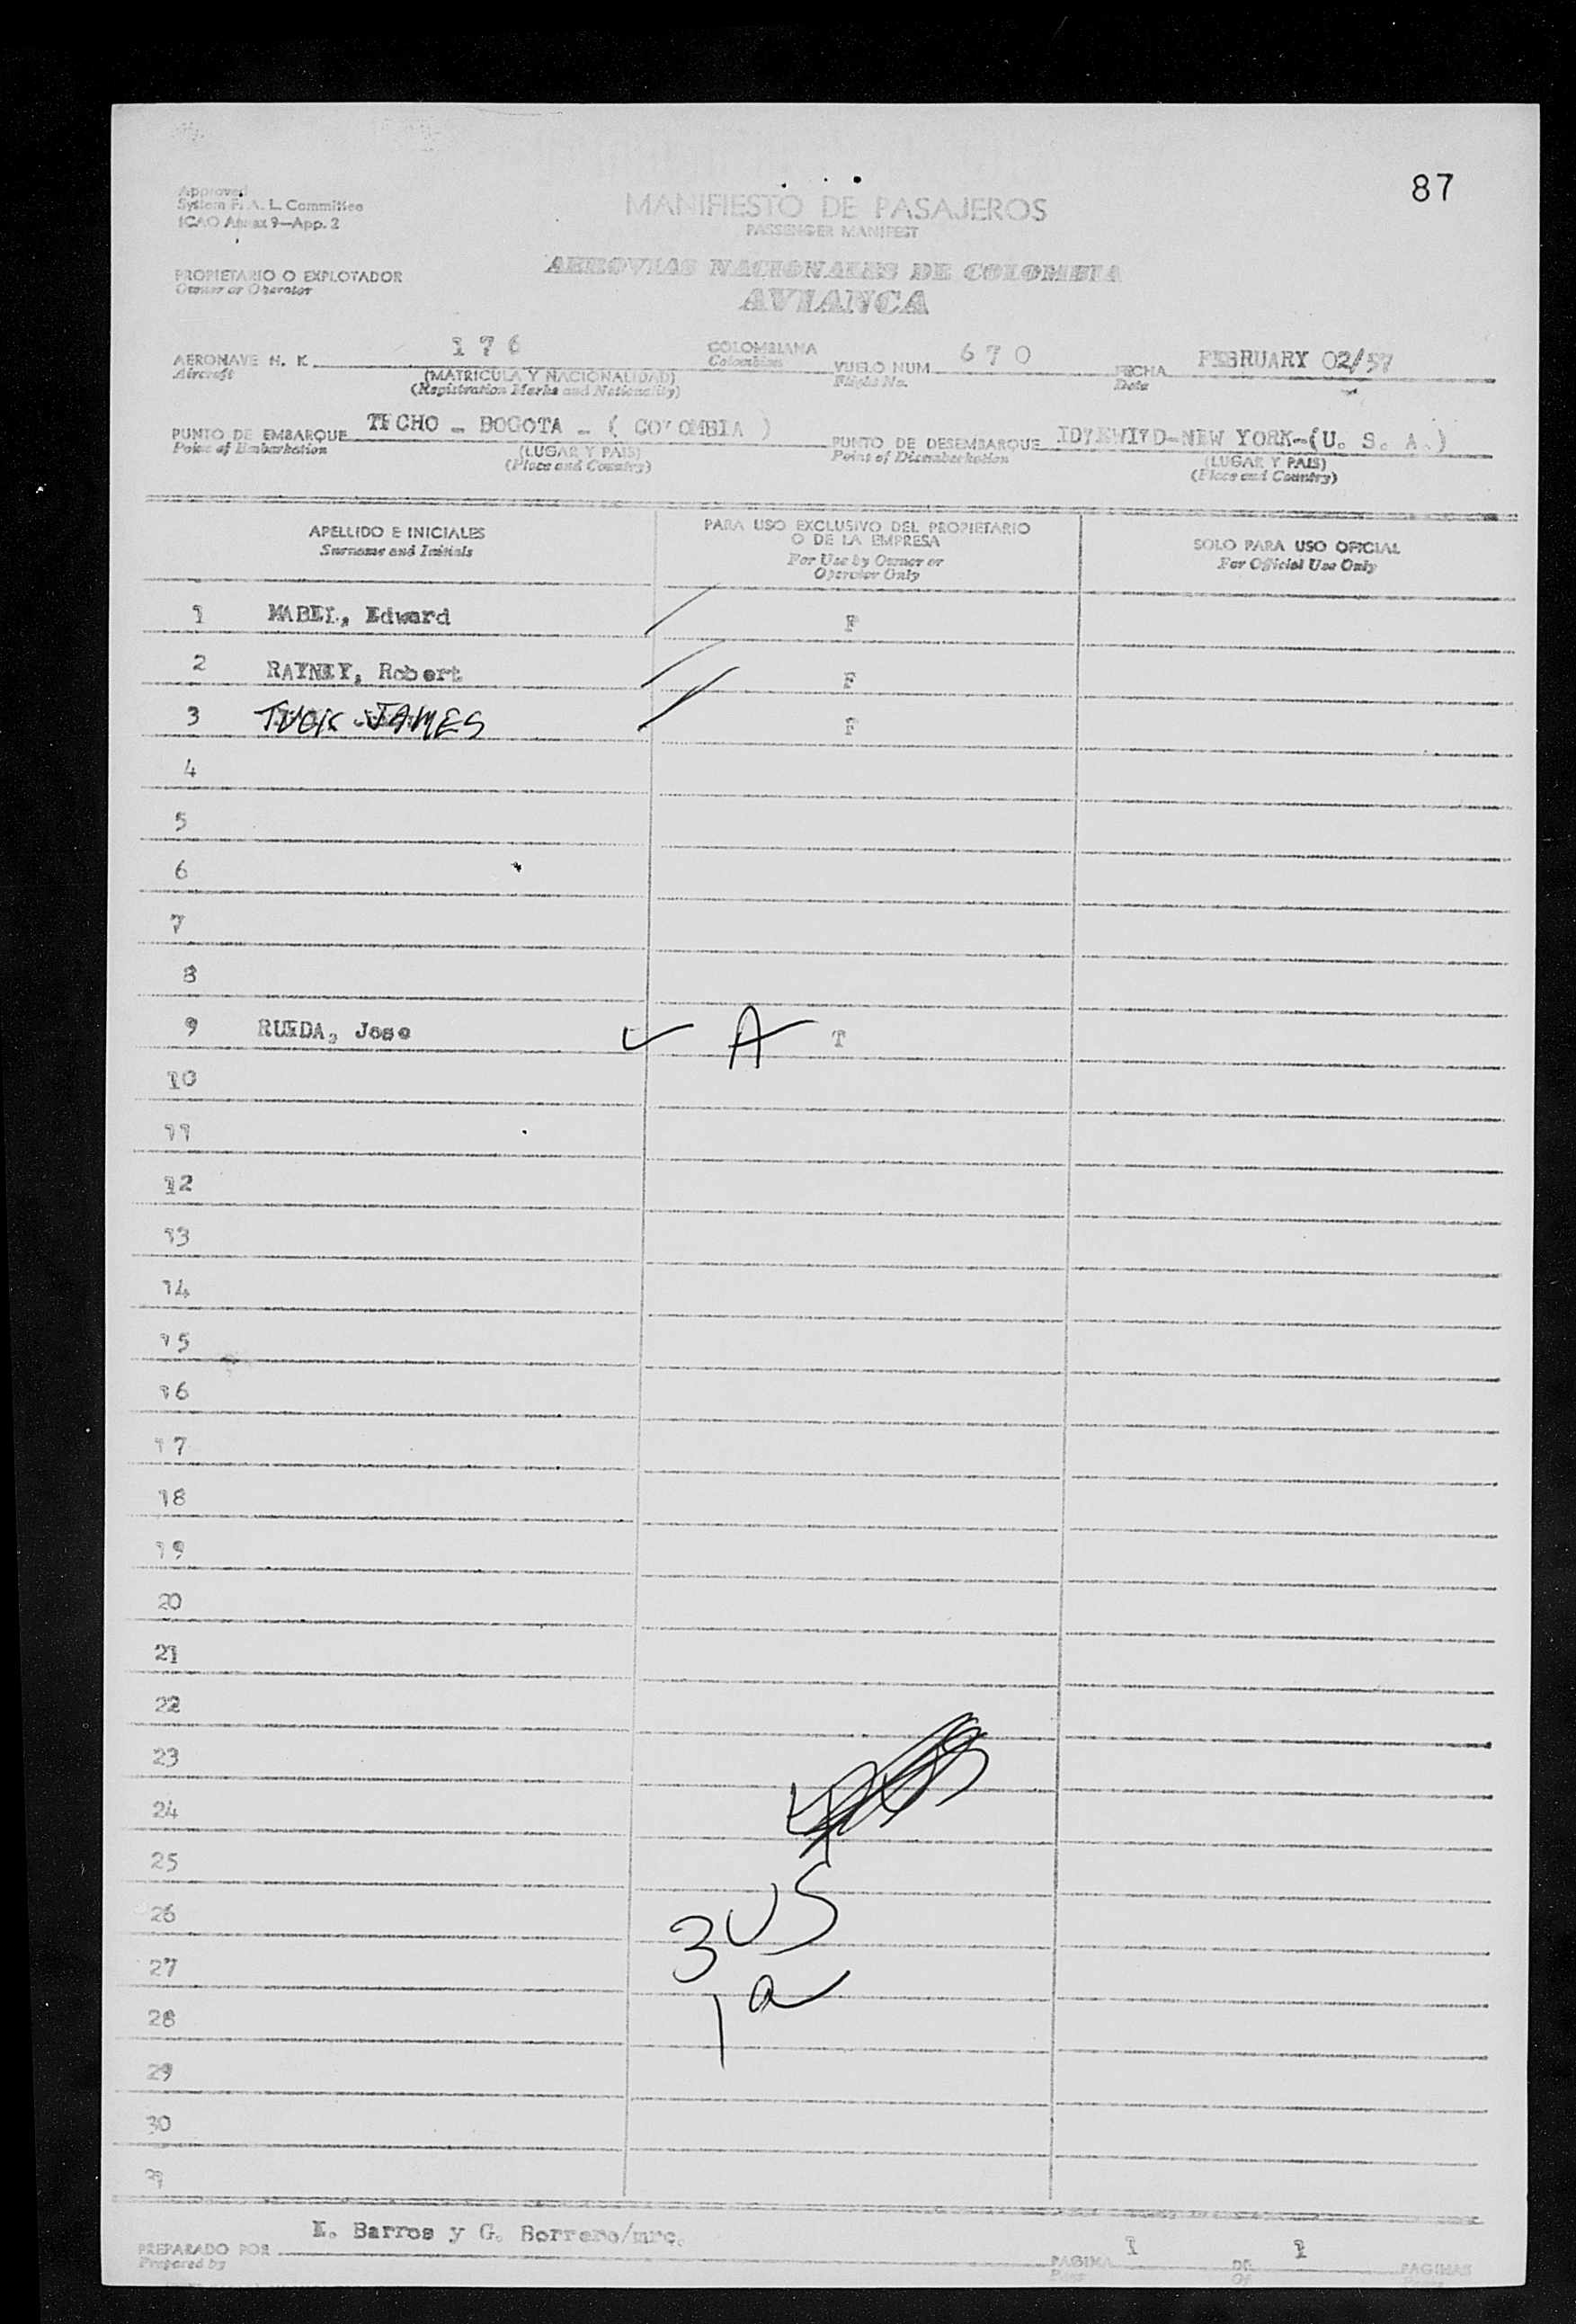 87
Approved
System F. A. L. Committee
ICAO Annex 9—App. 2
MANIFIESTO DE PASAJEROS
PASSENGER MANIFEST
PROPIETARIO O EXPLOTADOR
Owner or Operator
AEROVIAS NACIONALES DE COLOMBIA
AVIANCA
AERONAVE H. K. 176 COLOMBIANA VUELO NUM 670 FECHA FEBRUARY 02/57
Aircraft (MATRICULA Y NACIONALIDAD) Colombian Flight No. Date
(Registration Marks and Nationality)
PUNTO DE EMBARQUE TECHO - BOGOTA - ( COLOMBIA ) PUNTO DE DESEMBARQUE IDLEWILD-NEW YORK-(U. S. A.)
Point of Embarkation (LUGAR Y PAIS) Point of Disembarkation (LUGAR Y PAIS)
(Place and Country) (Place and Country)
APELLIDO E INICIALES
Surname and Initials
PARA USO EXCLUSIVO DEL PROPIETARIO
O DE LA EMPRESA
For Use by Owner or
Operator Only
SOLO PARA USO OFICIAL
For Official Use Only
1 MABEL, Edward F
2 RAYNEY, Robert F
3 JAMES F
4
5
6
7
8
9 RUEDA, Jose A T
10
11
12
13
14
15
16
17
18
19
20
21
22
23
24
25
26 3 US
27 1 a
28
29
30
31
PREPARADO POR E. Barros y G. Borrero/mrc. PAGINA 1 DE 1 PAGINAS
Prepared by Page Of